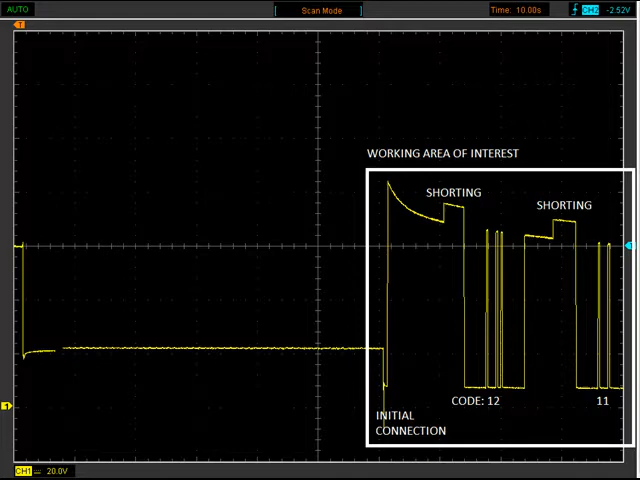 AUTO
Scan Mode
Time: 10.00s
CH2
-2.52V
T
WORKING AREA OF INTEREST
SHORTING
SHORTING
T
1
CODE: 12
11
INITIAL
CONNECTION
CH1
20.0V